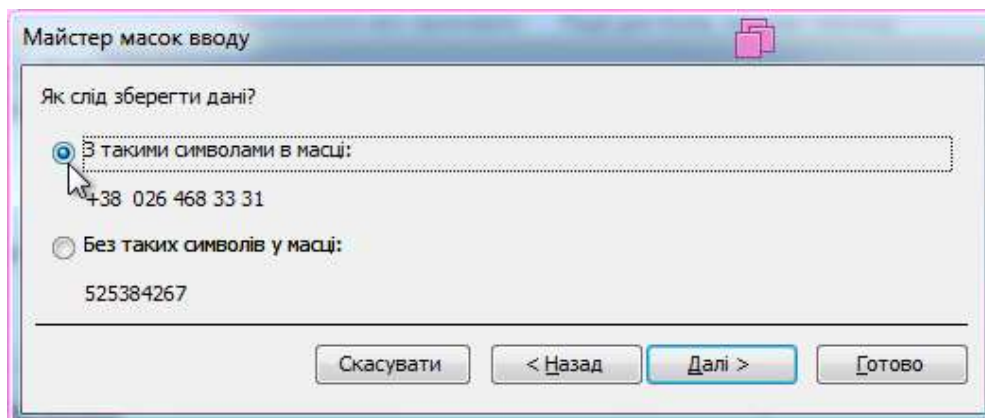 Майстер масок вводу
Як слід зберегти дані?
З такими символами в масці:
+38 026 468 33 31
Без таких символів у масці:
525384267
Скасувати < Назад Далі > Готово